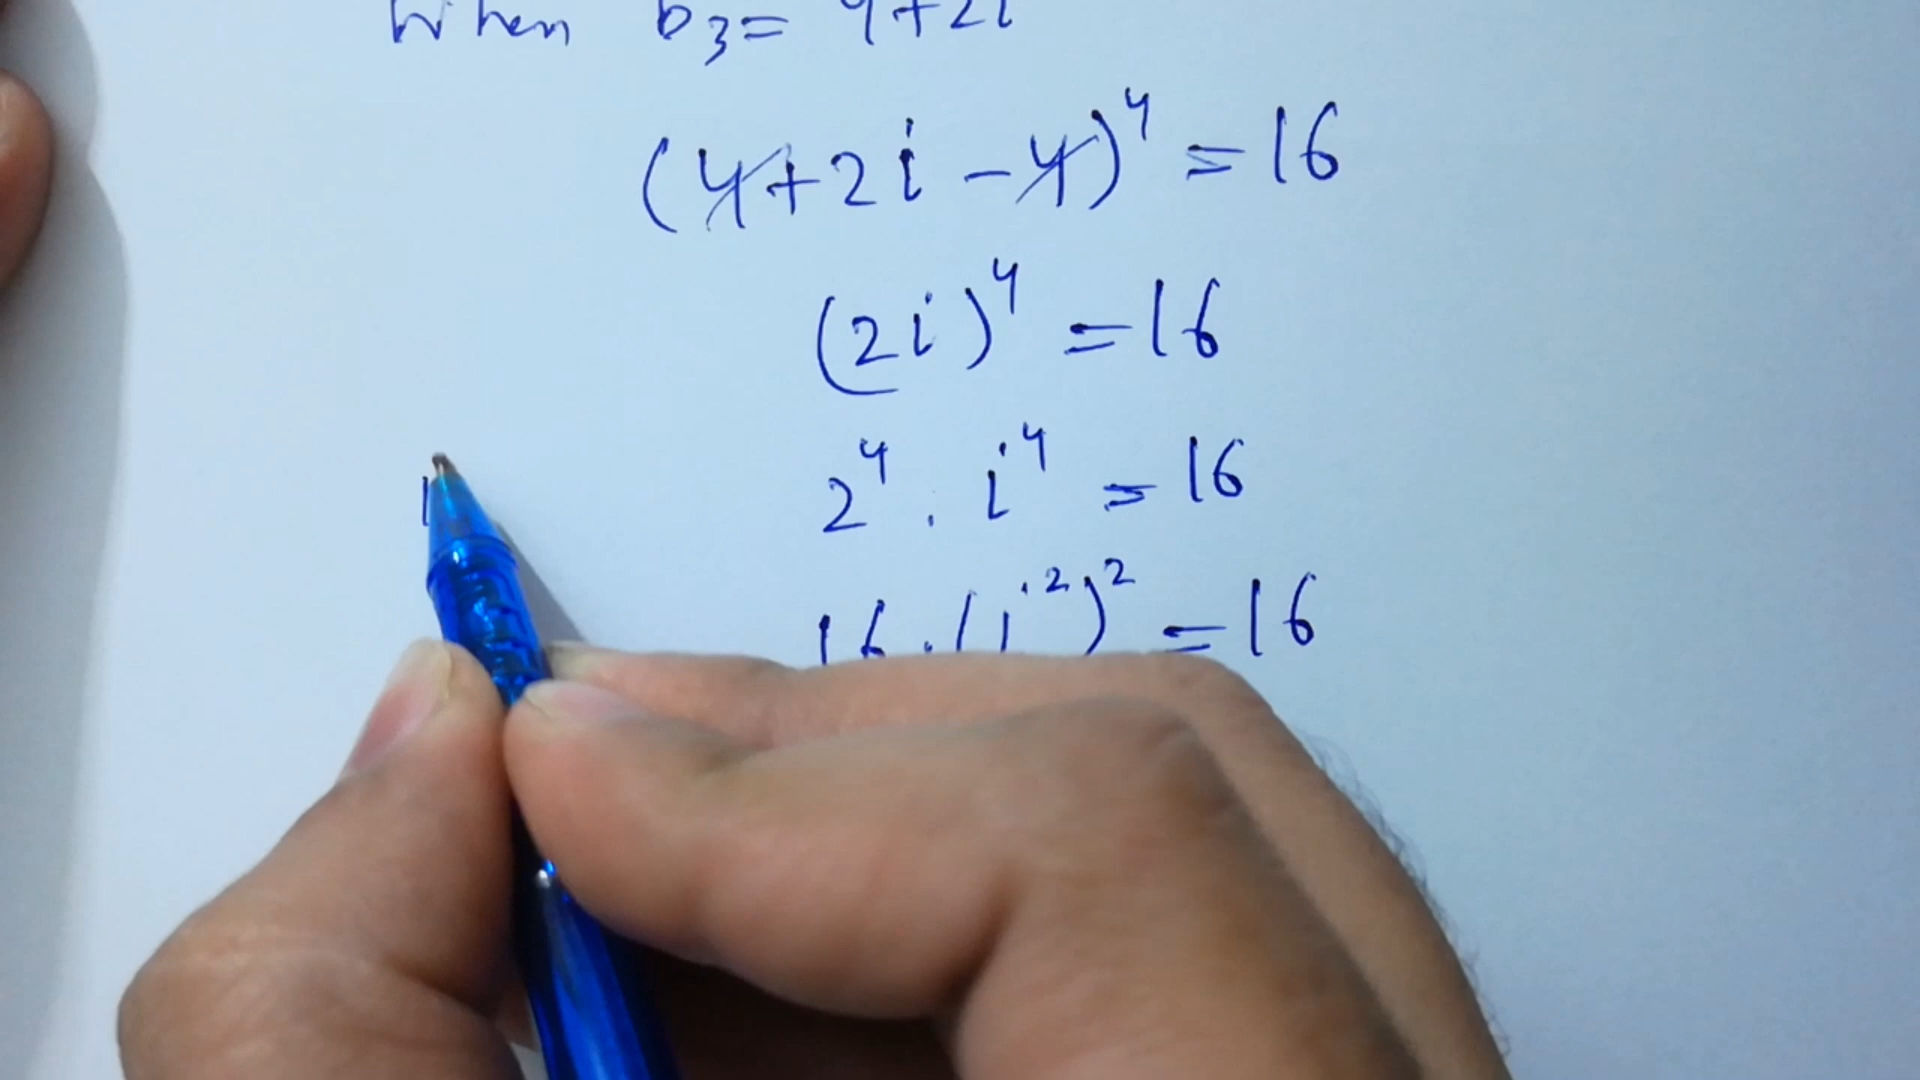 When b₃ = 4+2i
(4+2i-4)⁴ = 16
(2i)⁴ = 16
2⁴ . i⁴ = 16
16 . (i²)² = 16